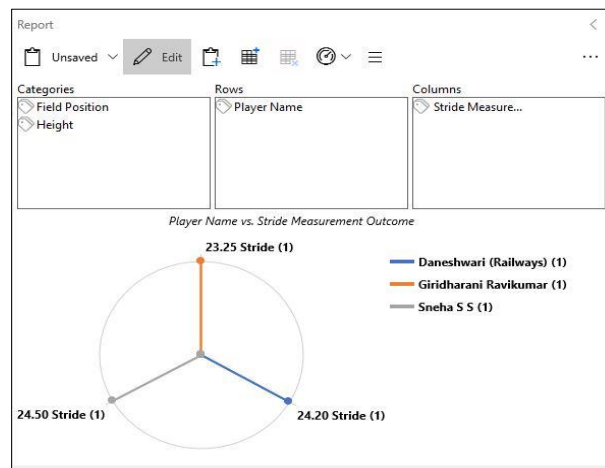 Report
Unsaved Edit
Categories Rows Columns
Field Position Player Name Stride Measure...
Height
Player Name vs. Stride Measurement Outcome
23.25 Stride (1)
Daneshwari (Railways) (1)
Giridharani Ravikumar (1)
Sneha S S (1)
24.50 Stride (1) 24.20 Stride (1)